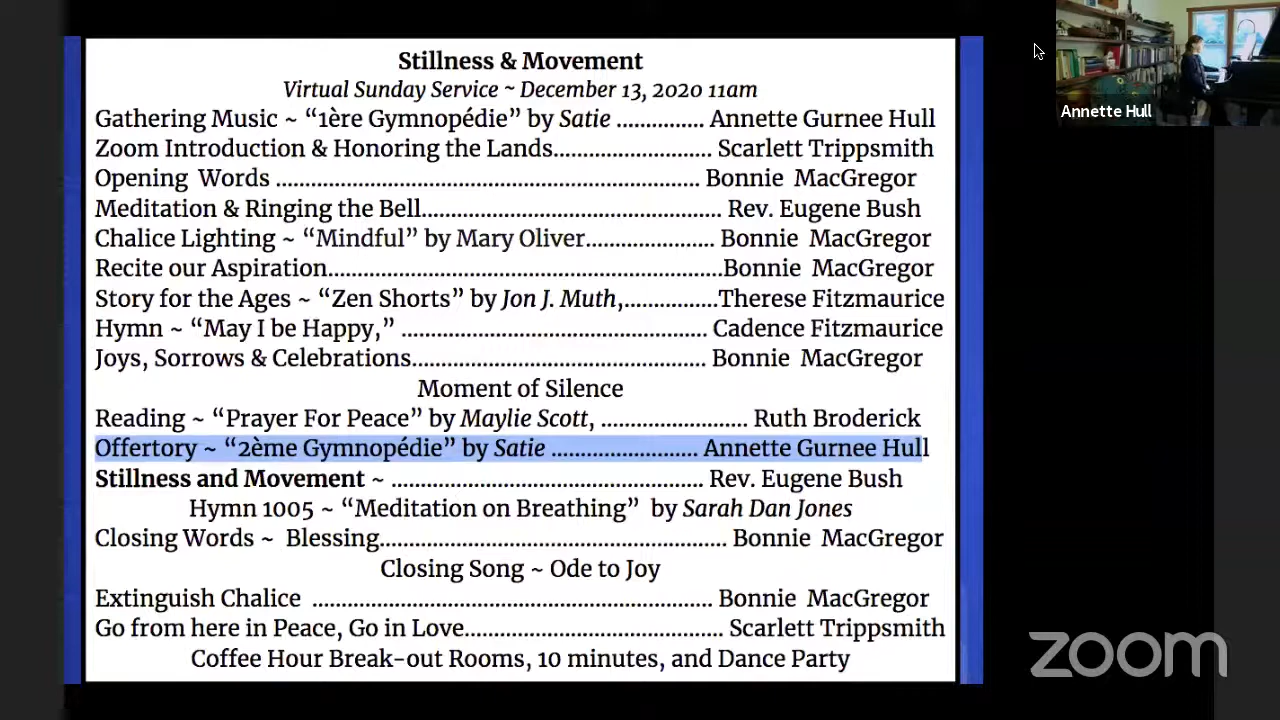 Stillness & Movement
Virtual Sunday Service ~ December 13, 2020 11am
Gathering Music ~ “1ère Gymnopédie” by Satie ............... Annette Gurnee Hull
Zoom Introduction & Honoring the Lands........................... Scarlett Trippsmith
Opening Words ........................................................................ Bonnie MacGregor
Meditation & Ringing the Bell................................................... Rev. Eugene Bush
Chalice Lighting ~ “Mindful” by Mary Oliver...................... Bonnie MacGregor
Recite our Aspiration...................................................................Bonnie MacGregor
Story for the Ages ~ “Zen Shorts” by Jon J. Muth,................Therese Fitzmaurice
Hymn ~ “May I be Happy,” .................................................... Cadence Fitzmaurice
Joys, Sorrows & Celebrations.................................................. Bonnie MacGregor
Moment of Silence
Reading ~ “Prayer For Peace” by Maylie Scott, ......................... Ruth Broderick
Offertory ~ “2ème Gymnopédie” by Satie ......................... Annette Gurnee Hull
Stillness and Movement ~ ..................................................... Rev. Eugene Bush
Hymn 1005 ~ “Meditation on Breathing” by Sarah Dan Jones
Closing Words ~ Blessing........................................................... Bonnie MacGregor
Closing Song ~ Ode to Joy
Extinguish Chalice .................................................................... Bonnie MacGregor
Go from here in Peace, Go in Love............................................ Scarlett Trippsmith
Coffee Hour Break-out Rooms, 10 minutes, and Dance Party
Annette Hull
zoom